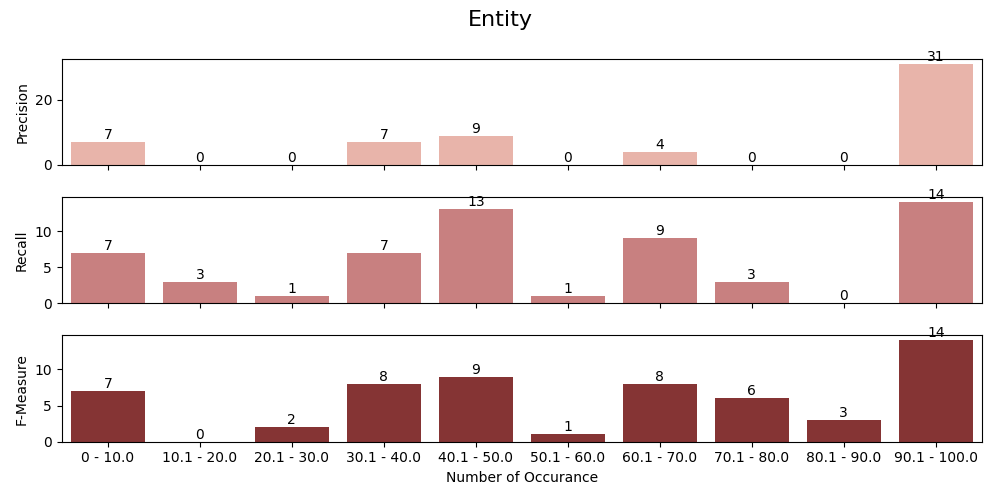 Entity
Precision
20
0
7 0 0 7 9 0 4 0 0 31
Recall
10
5
0
7 3 1 7 13 1 9 3 0 14
F-Measure
10
5
0
7 0 2 8 9 1 8 6 3 14
0 - 10.0 10.1 - 20.0 20.1 - 30.0 30.1 - 40.0 40.1 - 50.0 50.1 - 60.0 60.1 - 70.0 70.1 - 80.0 80.1 - 90.0 90.1 - 100.0
Number of Occurance